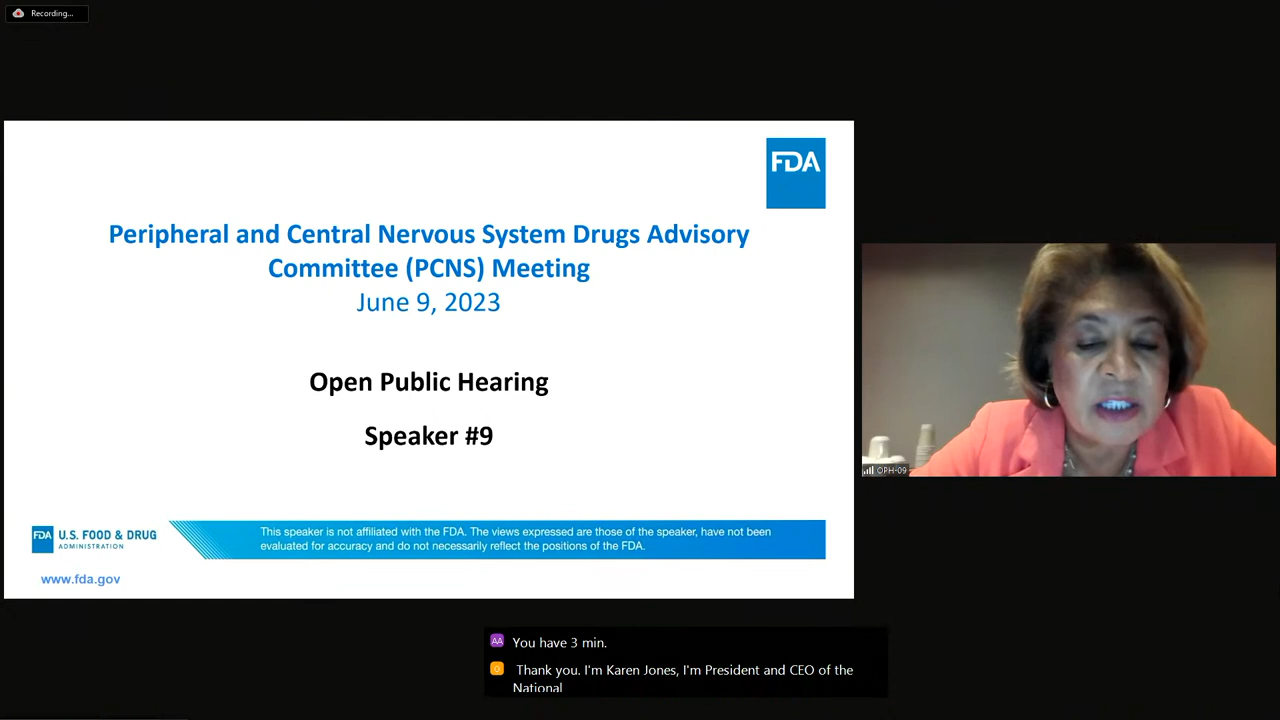 Recording...
FDA
Peripheral and Central Nervous System Drugs Advisory
Committee (PCNS) Meeting
June 9, 2023
Open Public Hearing
Speaker #9
FDA U.S. FOOD & DRUG
ADMINISTRATION
This speaker is not affiliated with the FDA. The views expressed are those of the speaker, have not been
evaluated for accuracy and do not necessarily reflect the positions of the FDA.
www.fda.gov
OPH-09
AA You have 3 min.
O Thank you. I'm Karen Jones, I'm President and CEO of the
National